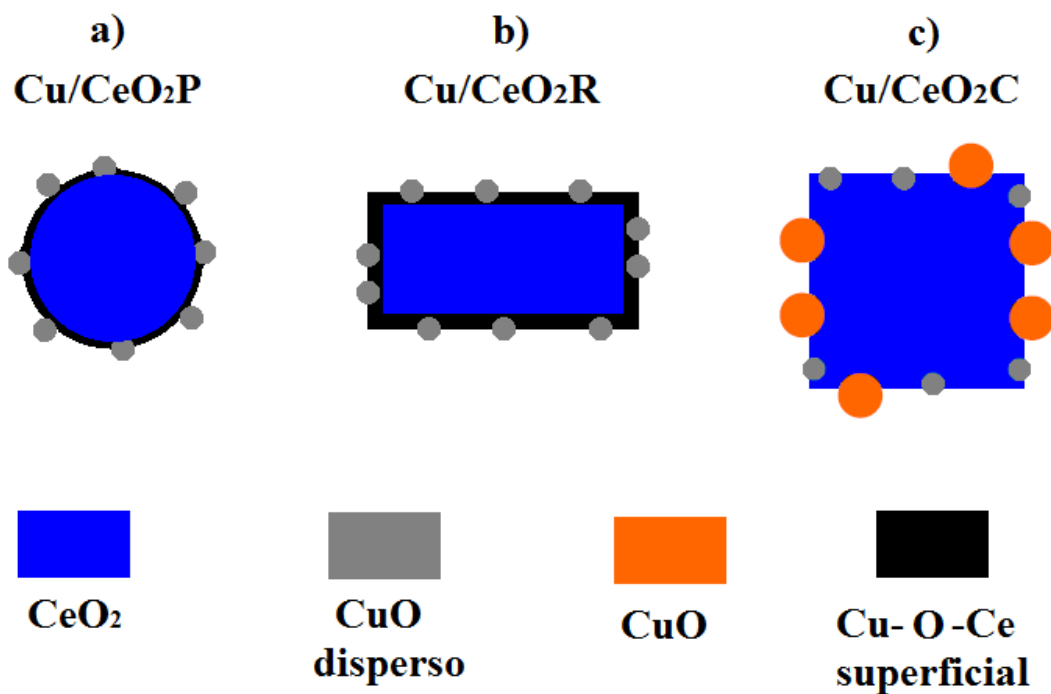 a)
Cu/CeO₂P
b)
Cu/CeO₂R
c)
Cu/CeO₂C
CeO₂
CuO
disperso
CuO
Cu- O -Ce
superficial